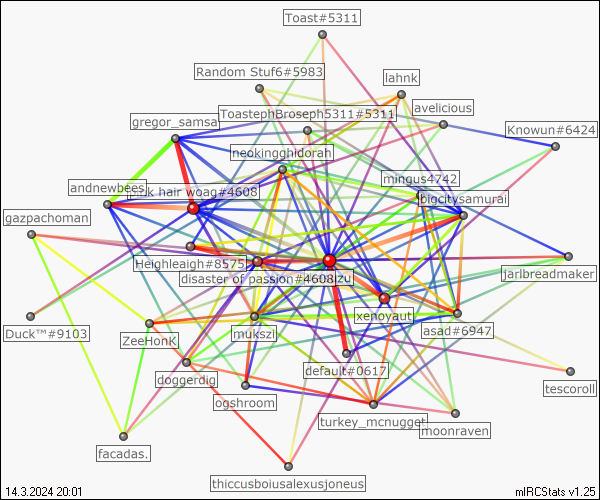 Toast#5311
Random Stuf6#5983
lahnk
ToastephBroseph5311#5311
avelicious
gregor_samsa
Knowun#6424
neokingghidorah
mingus4742
andnewbees
pink hair woag#4608
bigcitysamurai
gazpachoman
Heighleaigh#8575
disaster of passion#4608
izu
jarlbreadmaker
xenoyaut
Duck™#9103
ZeeHonK
mukszi
asad#6947
doggerdig
default#0617
tescoroll
ogshroom
turkey_mcnugget
moonraven
facadas.
thiccusboiusalexusjoneus
14.3.2024 20:01
mIRCStats v1.25